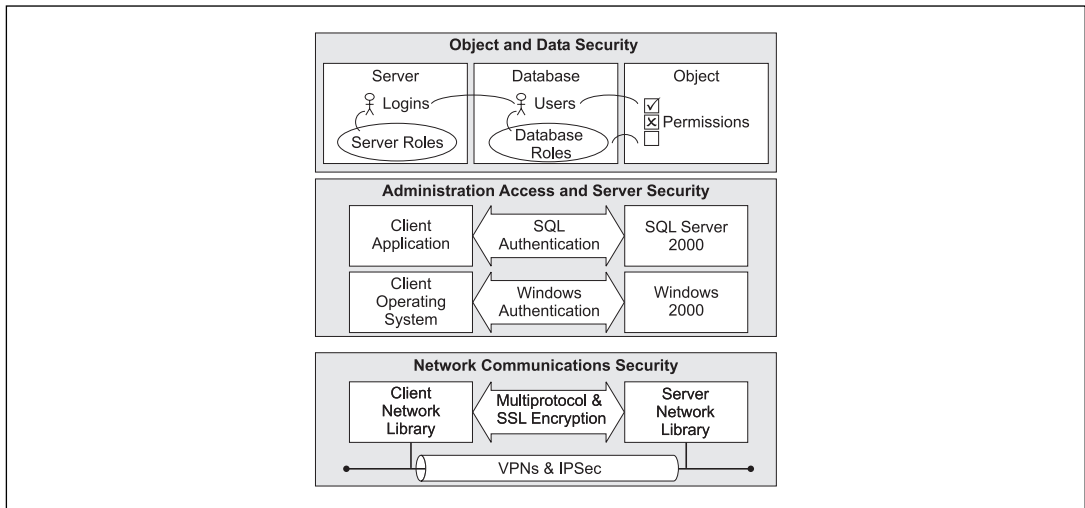 Object and Data Security
Server
Logins
Server Roles
Database
Users
Database
Roles
Object
Permissions
Administration Access and Server Security
Client
Application
SQL
Authentication
SQL Server
2000
Client
Operating
System
Windows
Authentication
Windows
2000
Network Communications Security
Client
Network
Library
Multiprotocol &
SSL Encryption
Server
Network
Library
VPNs & IPSec